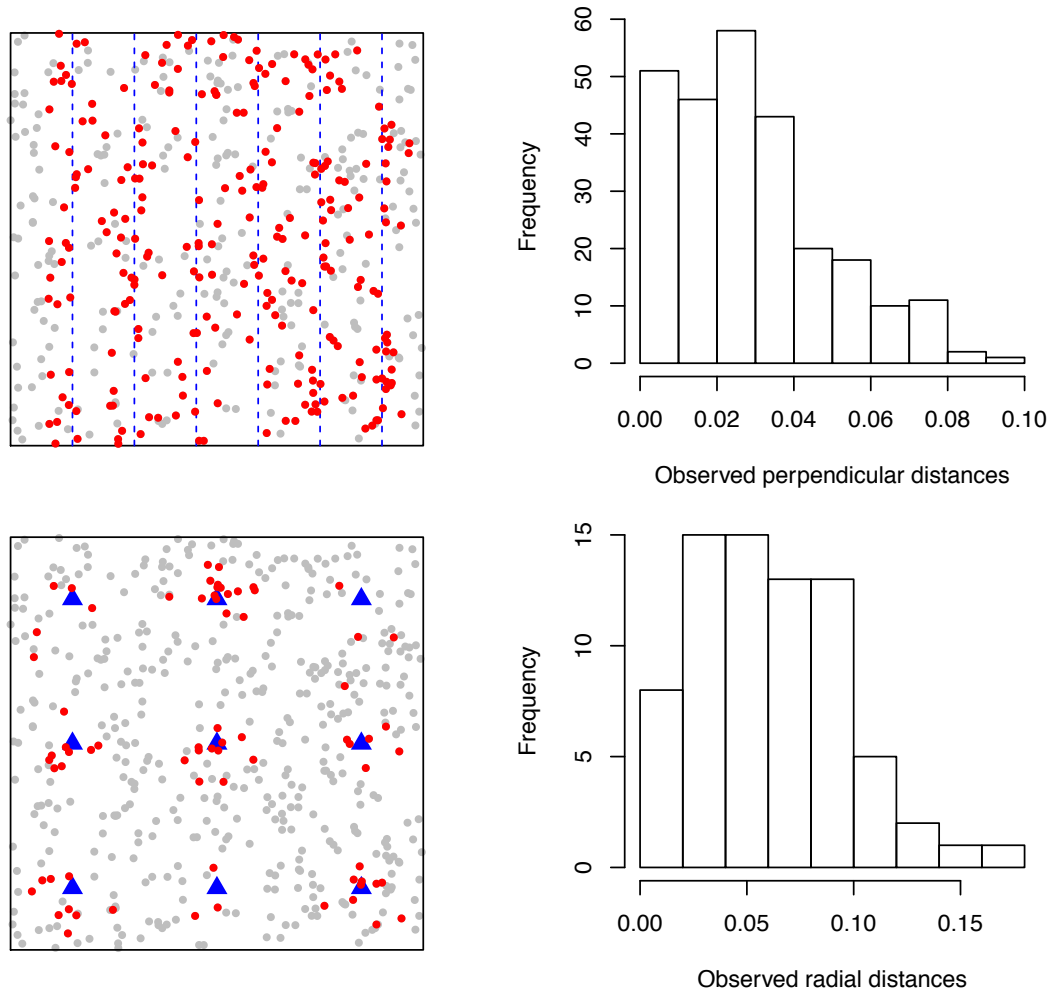 60
50
40
30
20
10
0
Frequency
0.00 0.02 0.04 0.06 0.08 0.10
Observed perpendicular distances
15
10
5
0
Frequency
0.00 0.05 0.10 0.15
Observed radial distances